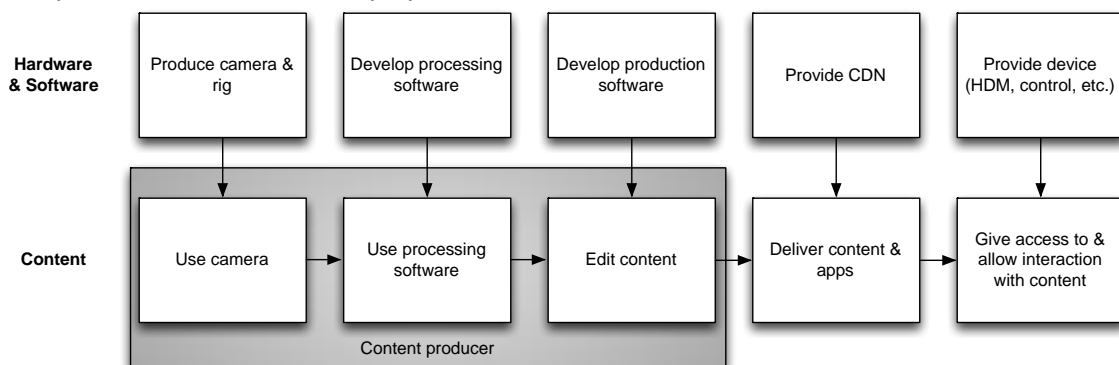 Hardware
& Software
Produce camera &
rig
Develop processing
software
Develop production
software
Provide CDN
Provide device
(HDM, control, etc.)
Content
Use camera
Use processing
software
Edit content
Deliver content &
apps
Give access to &
allow interaction
with content
Content producer